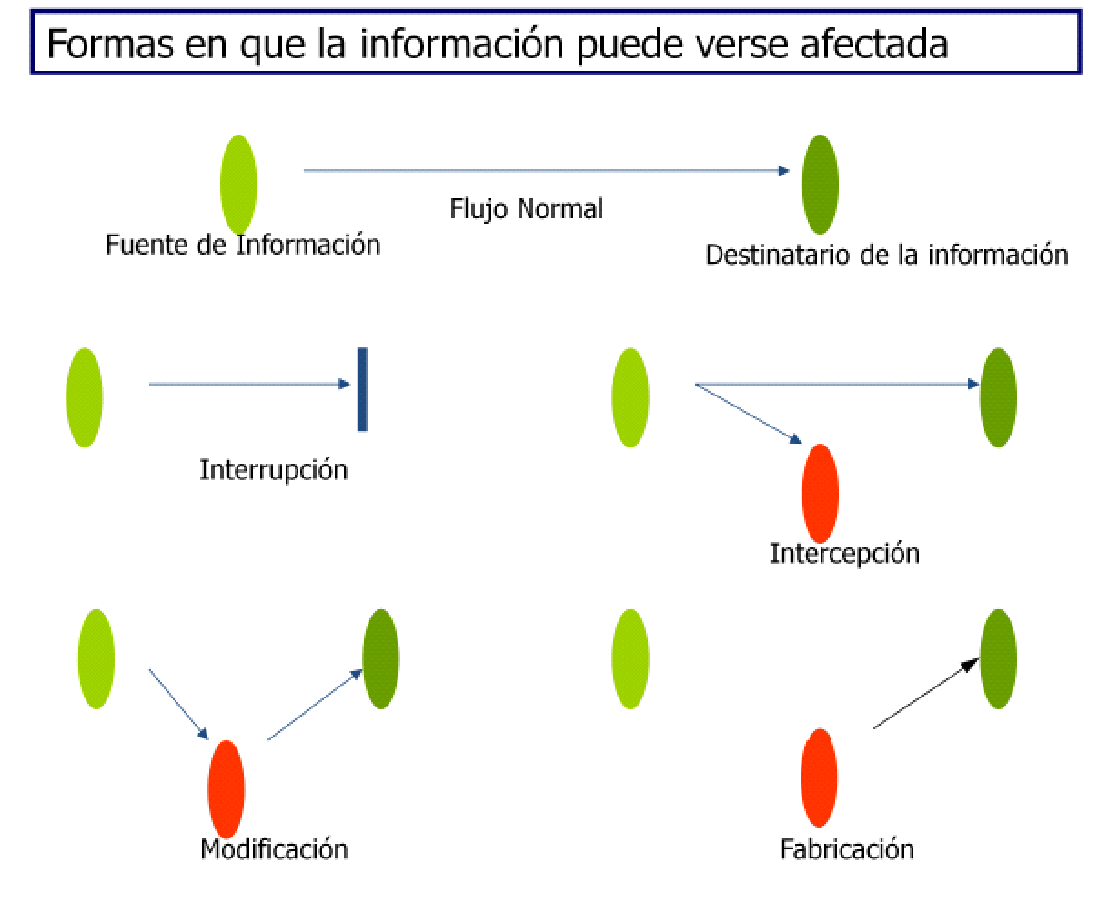 Formas en que la información puede verse afectada
Flujo Normal
Fuente de Información
Destinatario de la información
Interrupción
Intercepción
Modificación
Fabricación